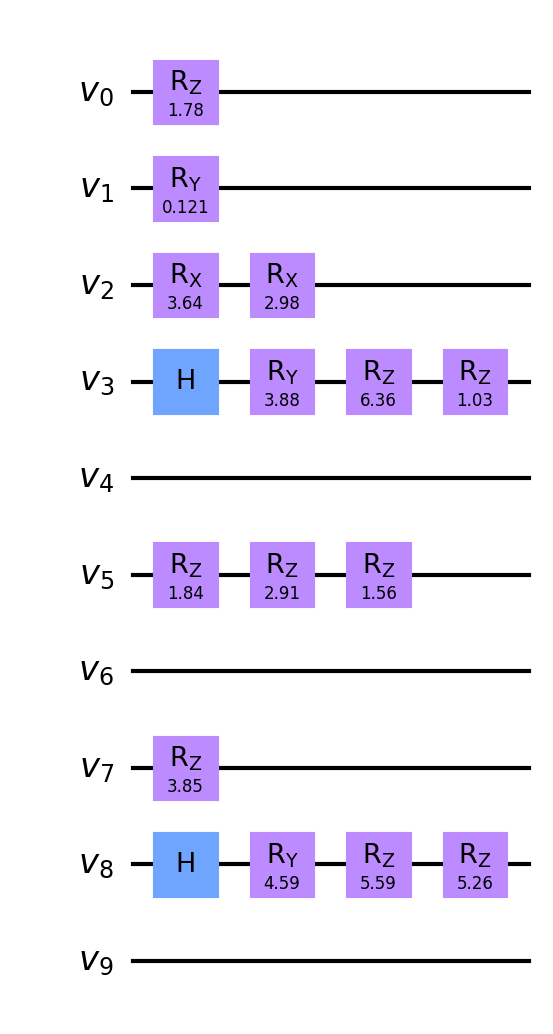 v0 RZ 1.78
v1 RY 0.121
v2 RX 3.64 RX 2.98
v3 H RY 3.88 RZ 6.36 RZ 1.03
v4
v5 RZ 1.84 RZ 2.91 RZ 1.56
v6
v7 RZ 3.85
v8 H RY 4.59 RZ 5.59 RZ 5.26
v9